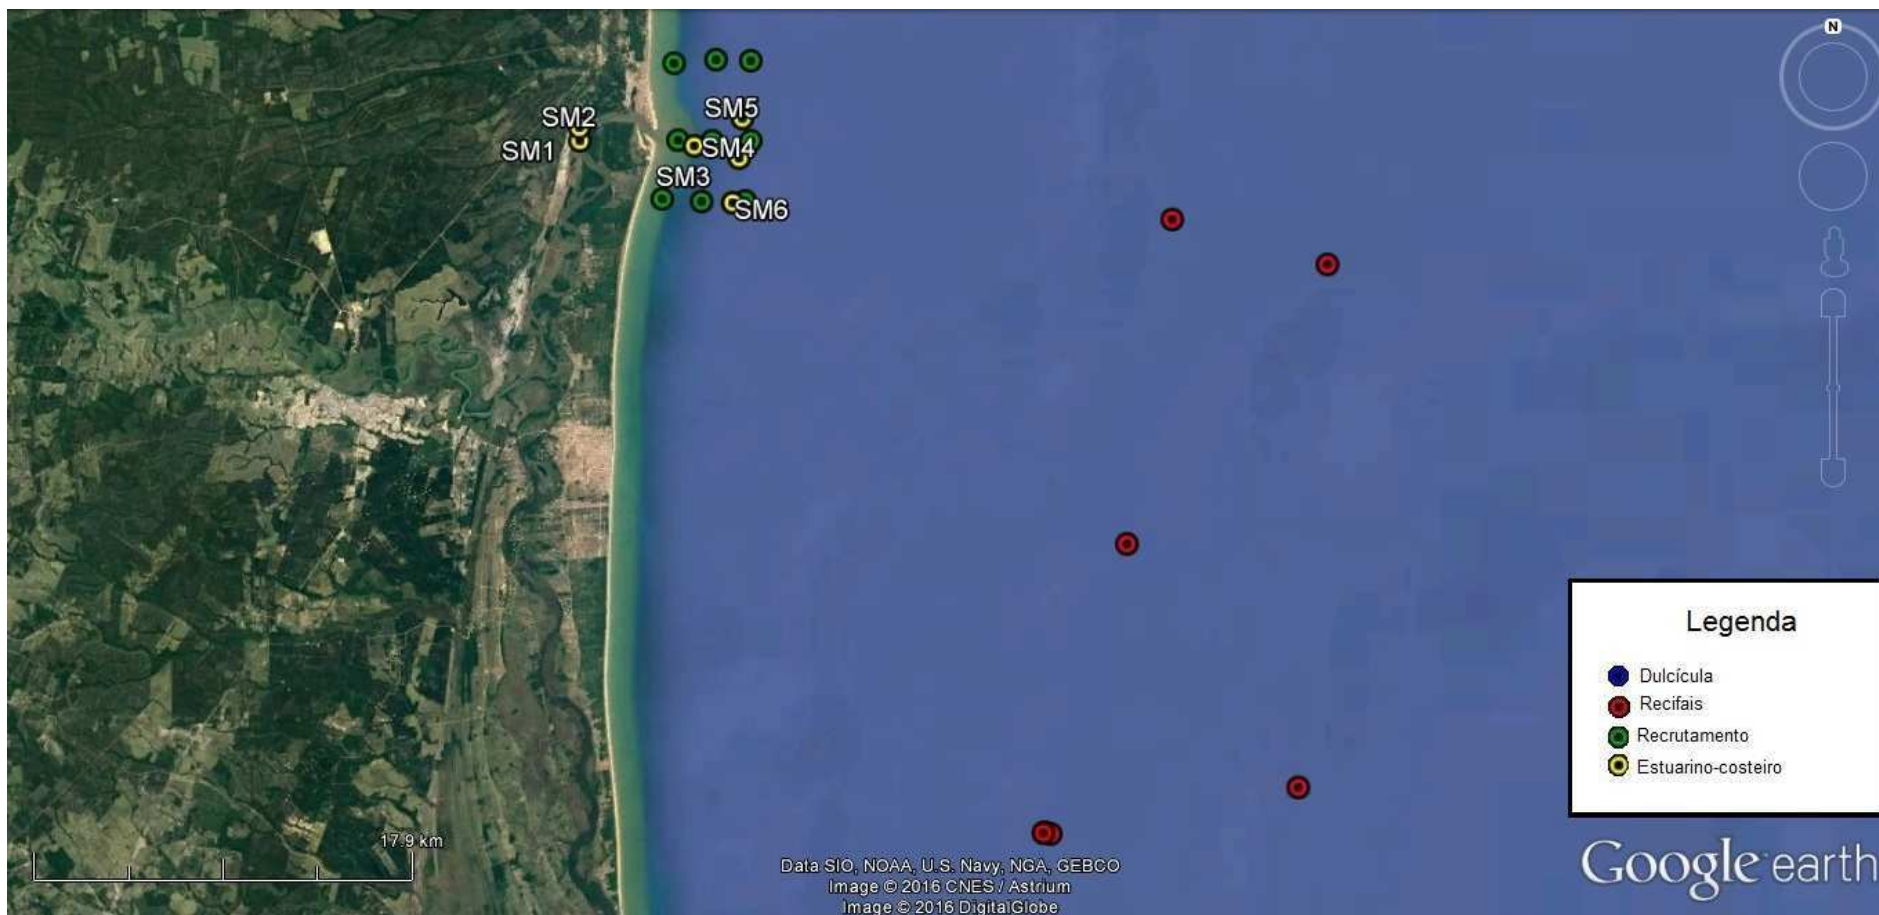 N
SM5
SM2
SM1
SM4
SM3
SM6
Legenda
Dulcícula
Recifais
Recrutamento
Estuarino-costeiro
17.9 km
Data SIO, NOAA, U.S. Navy, NGA, GEBCO
Image © 2016 CNES / Astrium
Image © 2016 DigitalGlobe
Google earth